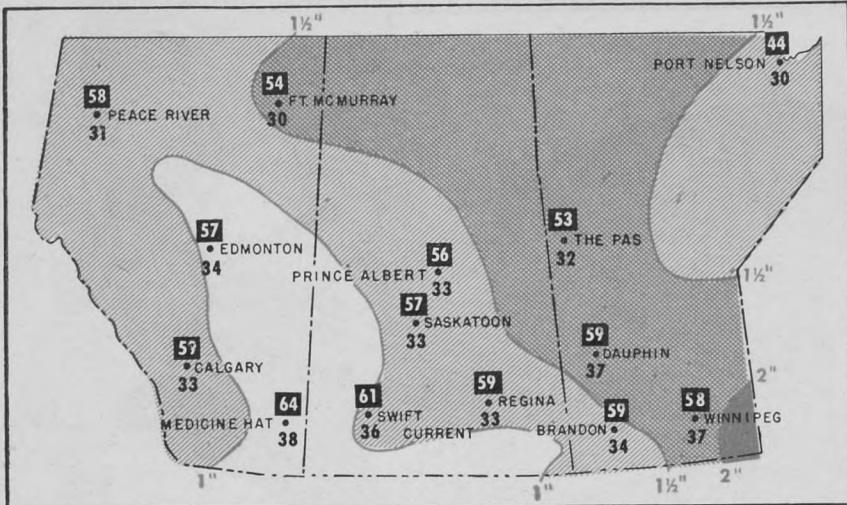 1½"
1½"
44
PORT NELSON
30
58
PEACE RIVER
31
54
FT. MCMURRAY
30
57
EDMONTON
34
53
THE PAS
32
56
PRINCE ALBERT
33
1½"
57
SASKATOON
33
59
CALGARY
33
59
DAUPHIN
37
2"
64
MEDICINE HAT
38
61
SWIFT
36
CURRENT
59
REGINA
33
59
BRANDON
34
58
WINNIPEG
37
1"
1"
1½"
2"